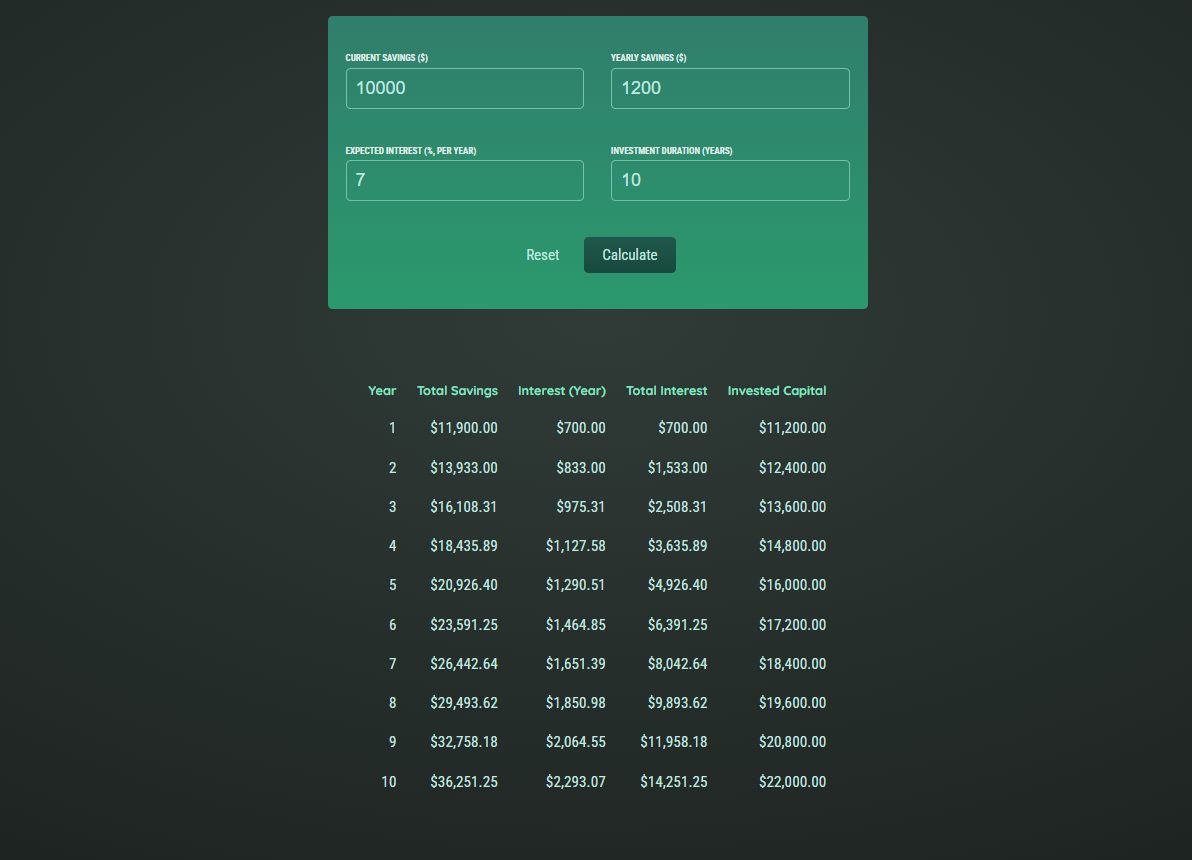 CURRENT SAVINGS ($) YEARLY SAVINGS ($)
10000 1200
EXPECTED INTEREST (%, PER YEAR) INVESTMENT DURATION (YEARS)
7 10
Reset Calculate
Year Total Savings Interest (Year) Total Interest Invested Capital
1 $11,900.00 $700.00 $700.00 $11,200.00
2 $13,933.00 $833.00 $1,533.00 $12,400.00
3 $16,108.31 $975.31 $2,508.31 $13,600.00
4 $18,435.89 $1,127.58 $3,635.89 $14,800.00
5 $20,926.40 $1,290.51 $4,926.40 $16,000.00
6 $23,591.25 $1,464.85 $6,391.25 $17,200.00
7 $26,442.64 $1,651.39 $8,042.64 $18,400.00
8 $29,493.62 $1,850.98 $9,893.62 $19,600.00
9 $32,758.18 $2,064.55 $11,958.18 $20,800.00
10 $36,251.25 $2,293.07 $14,251.25 $22,000.00